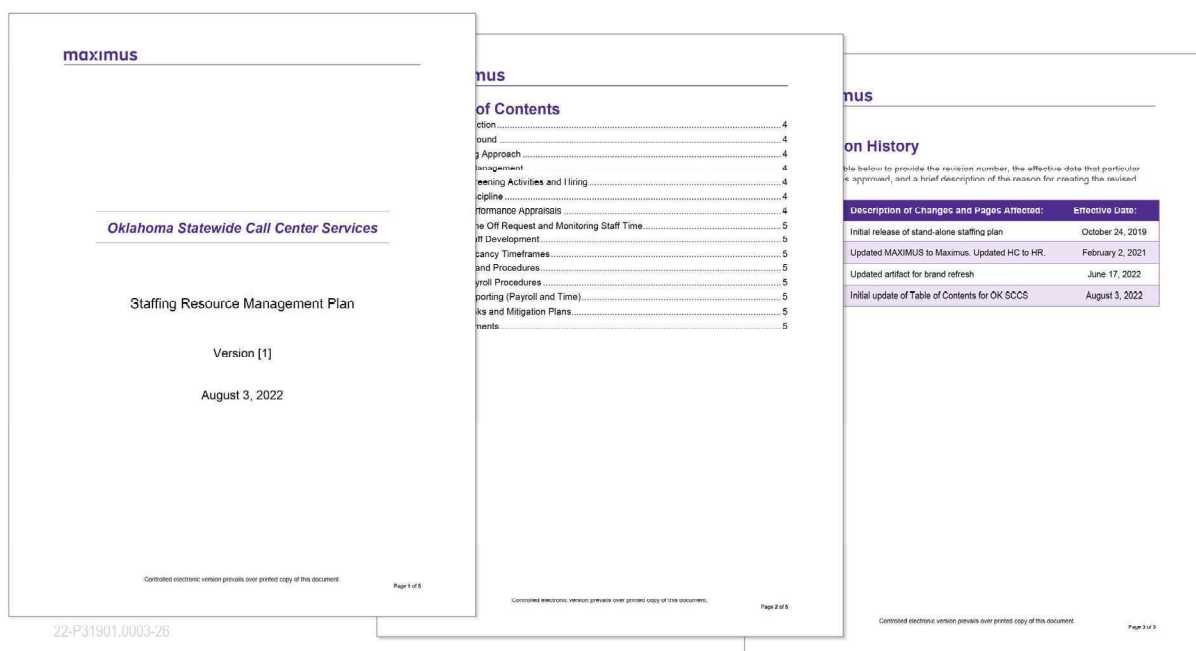 maximus
Oklahoma Statewide Call Center Services
Staffing Resource Management Plan
Version [1]
August 3, 2022
Controlled electronic version prevails over printed copy of this document.
Page 1 of 5
22-P31901.0003-26
mus
of Contents
ction 4
ound 4
g Approach 4
lanagement 4
reening Activities and Hiring 4
scipline 4
rformance Appraisals 4
ne Off Request and Monitoring Staff Time 5
aff Development 5
cancy Timeframes 5
and Procedures 5
yroll Procedures 5
porting (Payroll and Time) 5
sks and Mitigation Plans 5
ments 5
Controlled electronic version prevails over printed copy of this document.
Page 2 of 5
mus
on History
ble below to provide the revision number, the effective date that particular
s approved, and a brief description of the reason for creating the revised
Description of Changes and Pages Affected: Effective Date:
Initial release of stand-alone staffing plan October 24, 2019
Updated MAXIMUS to Maximus. Updated HC to HR. February 2, 2021
Updated artifact for brand refresh June 17, 2022
Initial update of Table of Contents for OK SCCS August 3, 2022
Controlled electronic version prevails over printed copy of this document.